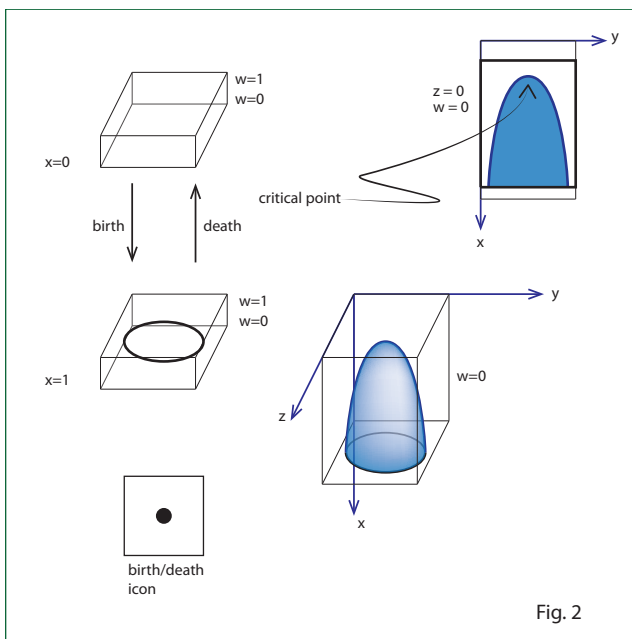 w=1
w=0
x=0
birth
death
w=1
w=0
x=1
birth/death
icon
y
z=0
w=0
critical point
x
y
w=0
z
x
Fig. 2